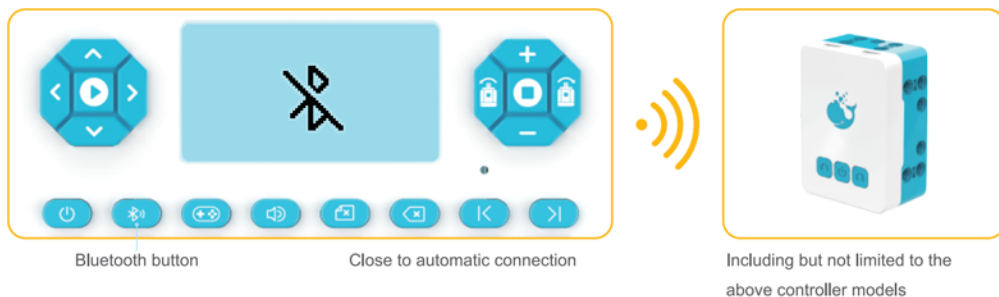 Bluetooth button
Close to automatic connection
Including but not limited to the
above controller models